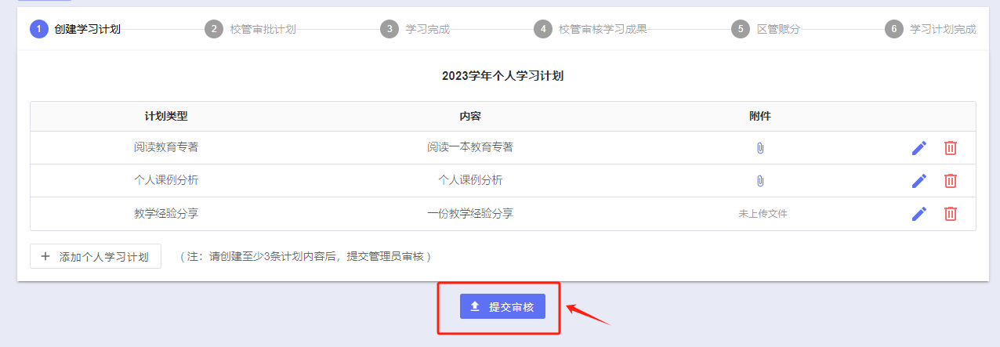 1 创建学习计划 2 校管审批计划 3 学习完成 4 校管审核学习成果 5 区管赋分 6 学习计划完成
2023学年个人学习计划
计划类型 内容 附件
阅读教育专著 阅读一本教育专著
个人课例分析 个人课例分析
教学经验分享 一份教学经验分享 未上传文件
添加个人学习计划 （注：请创建至少3条计划内容后，提交管理员审核）
提交审核